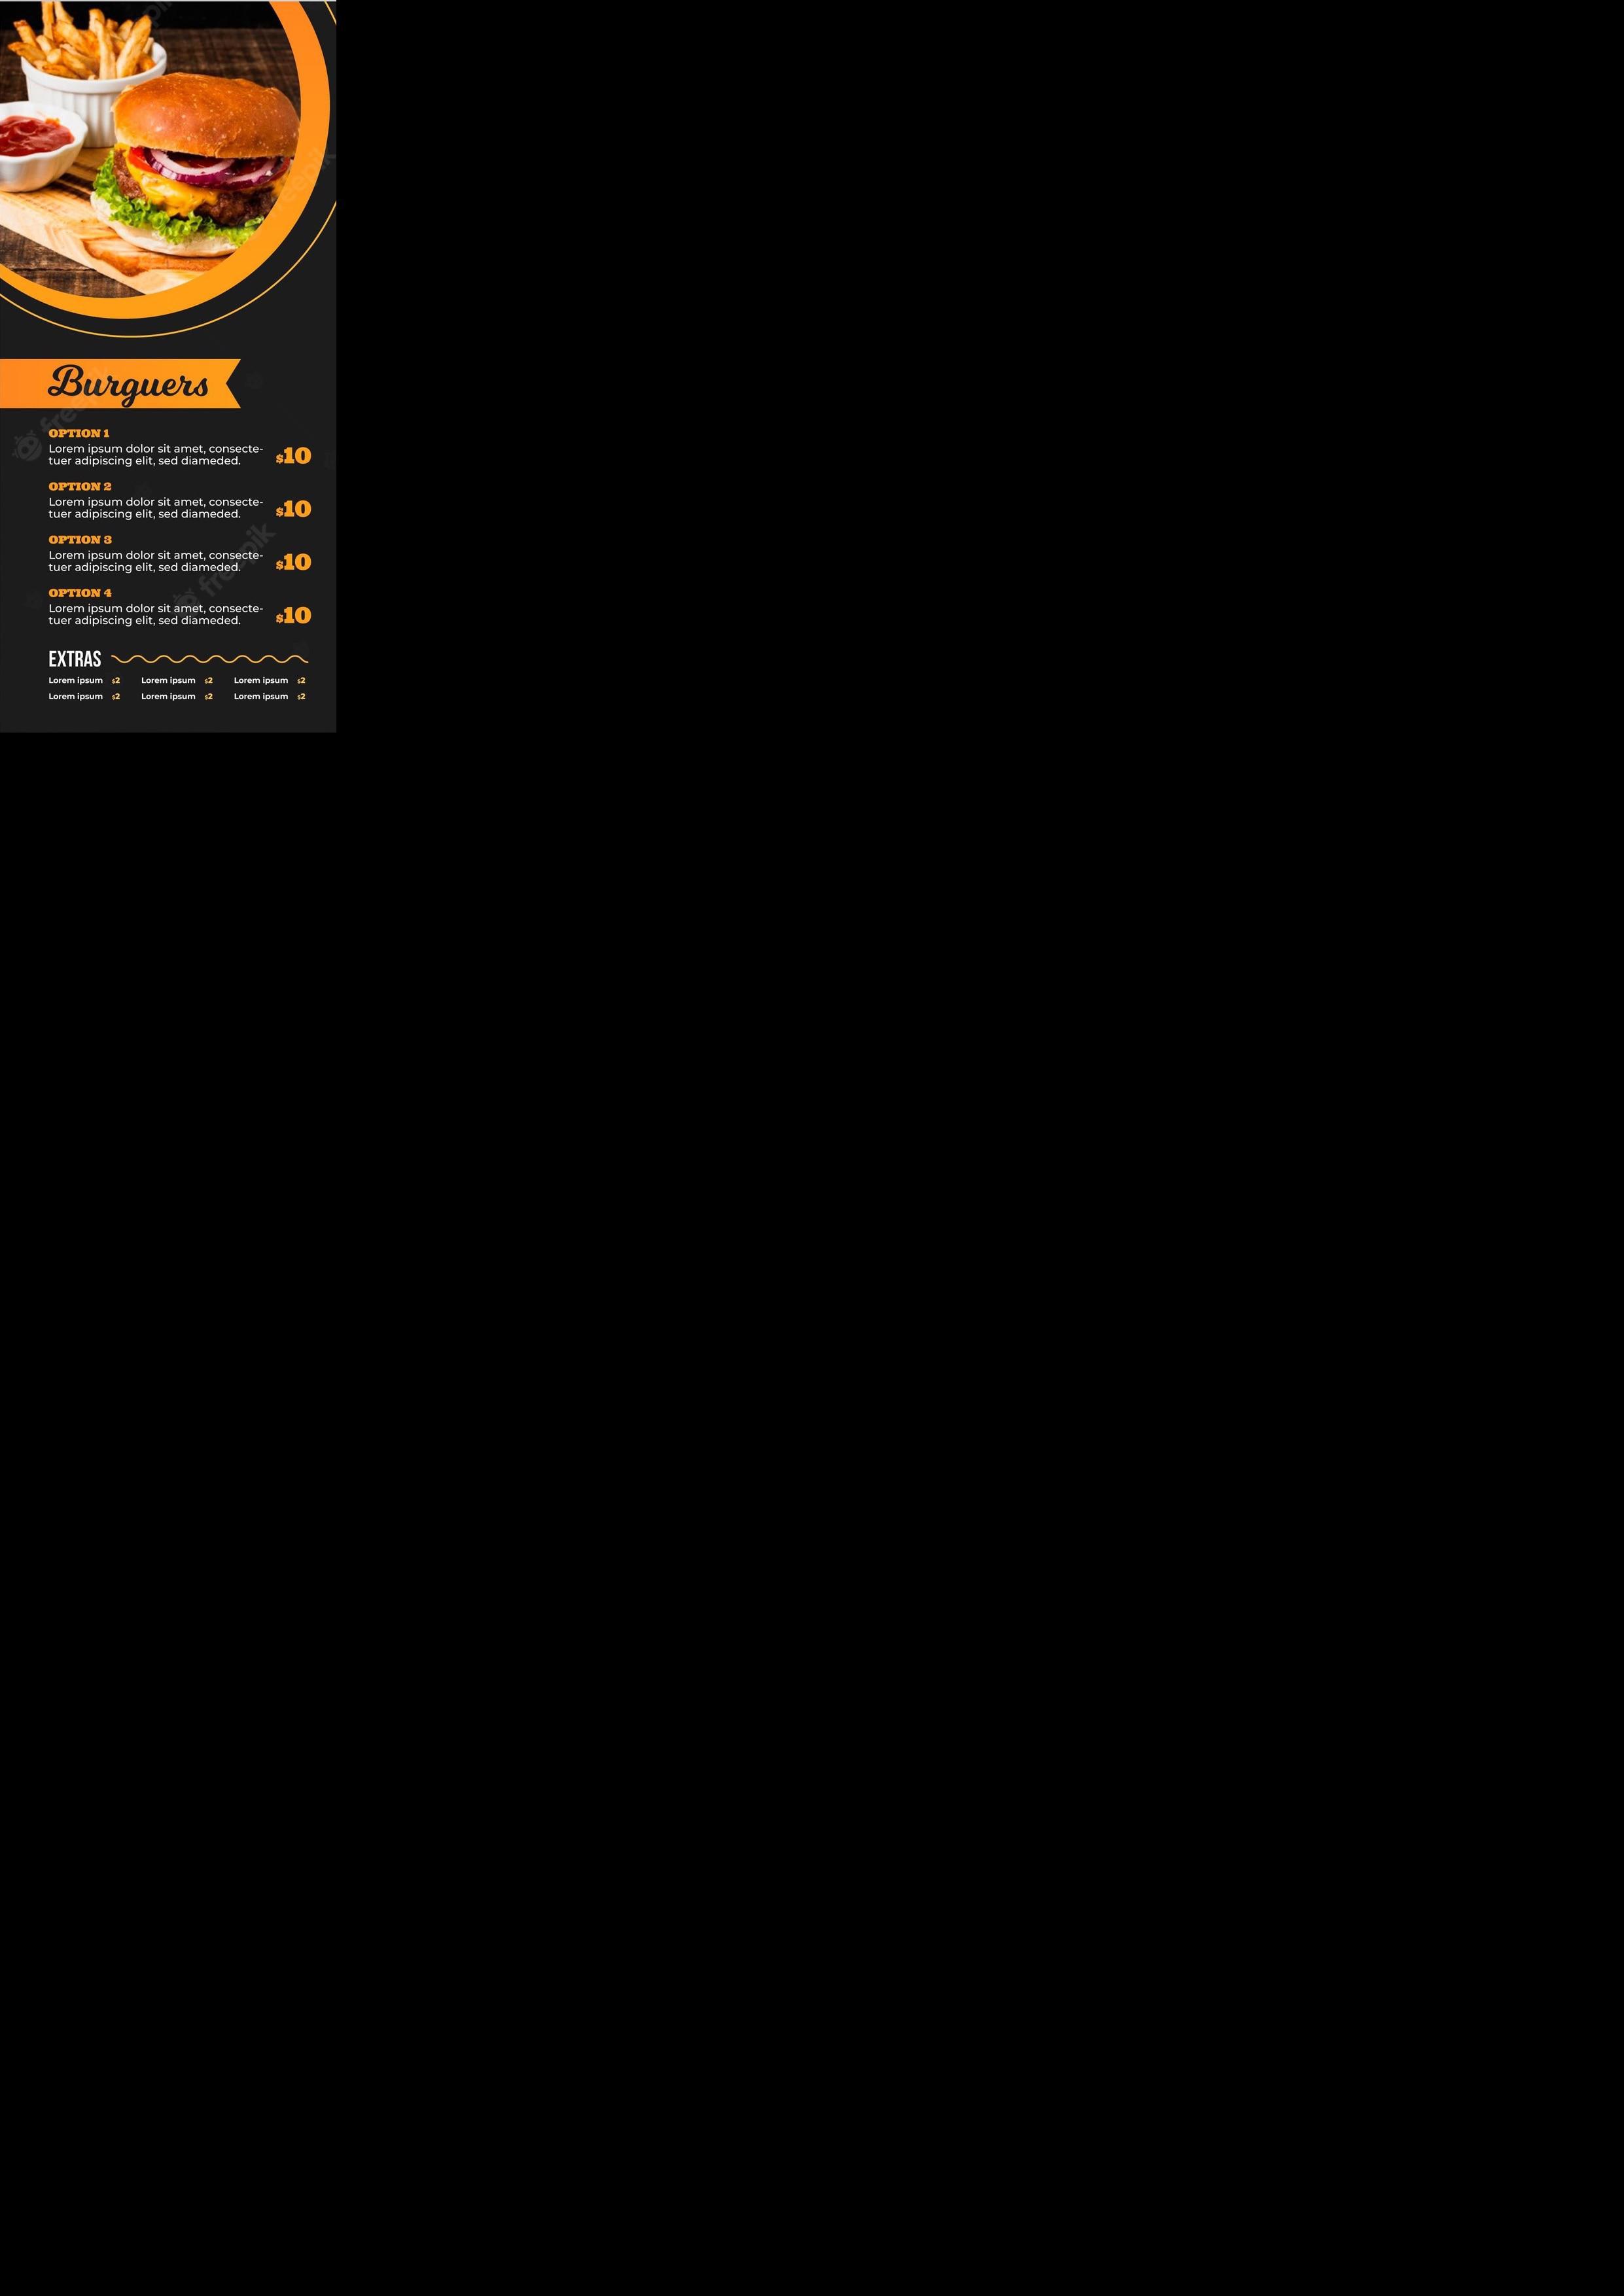 Burguers
OPTION 1
Lorem ipsum dolor sit amet, consecte-
tuer adipiscing elit, sed diameded.
$10
OPTION 2
Lorem ipsum dolor sit amet, consecte-
tuer adipiscing elit, sed diameded.
$10
OPTION 3
Lorem ipsum dolor sit amet, consecte-
tuer adipiscing elit, sed diameded.
$10
OPTION 4
Lorem ipsum dolor sit amet, consecte-
tuer adipiscing elit, sed diameded.
$10
EXTRAS
Lorem ipsum $2 Lorem ipsum $2 Lorem ipsum $2
Lorem ipsum $2 Lorem ipsum $2 Lorem ipsum $2
freepik